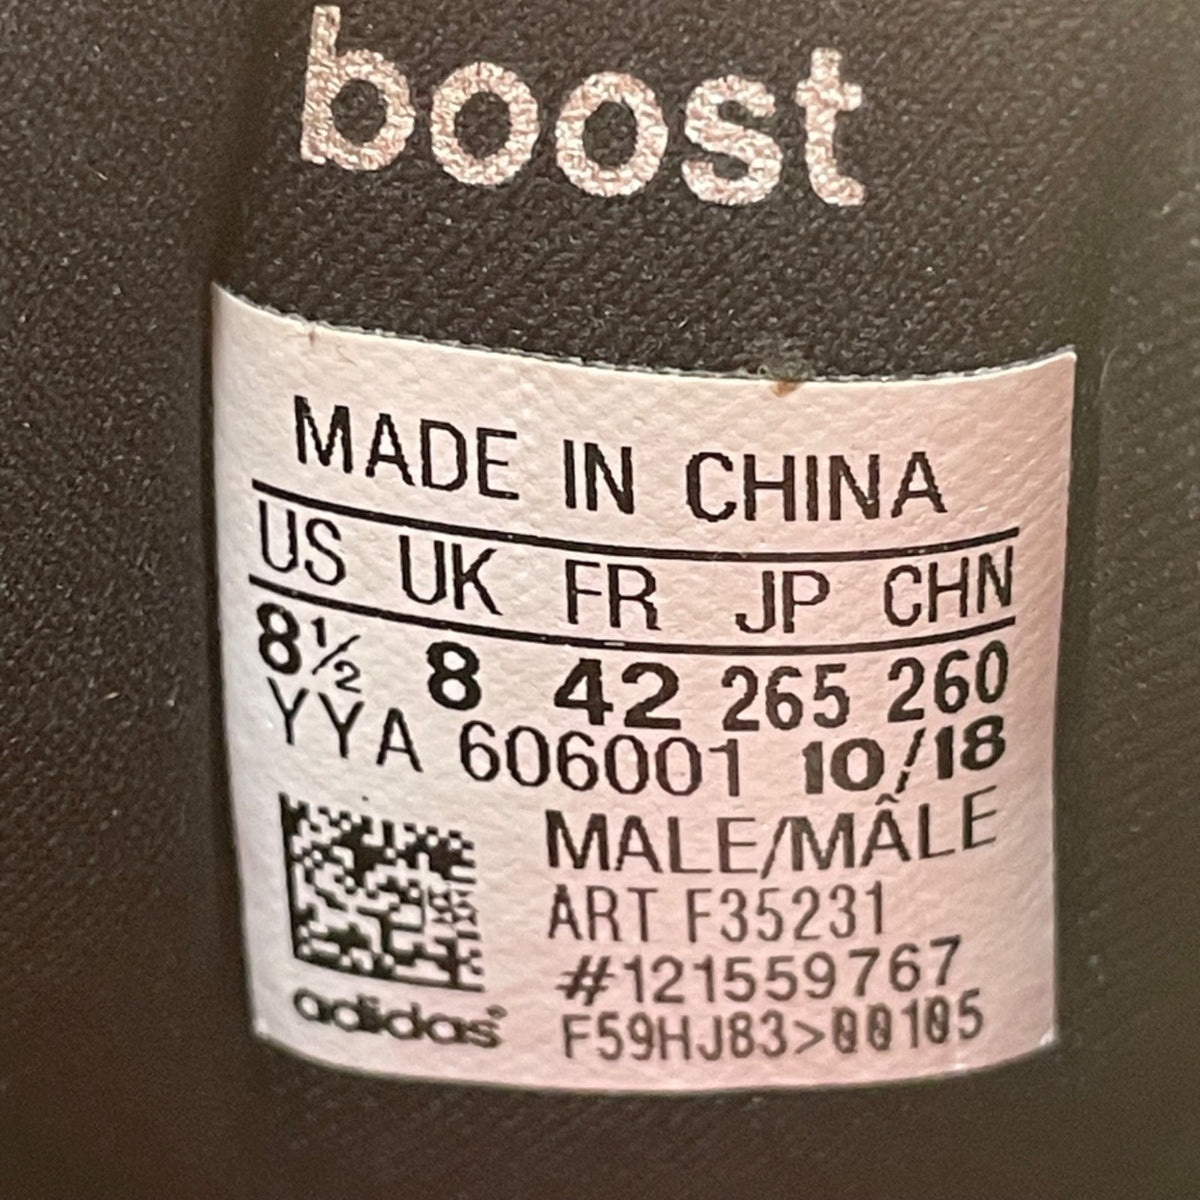 boost
MADE IN CHINA
US UK FR JP CHN
8½ 8 42 265 260
YYA 606001 10/18
MALE/MÂLE
ART F35231
#121559767
F59HJ83>00105
adidas